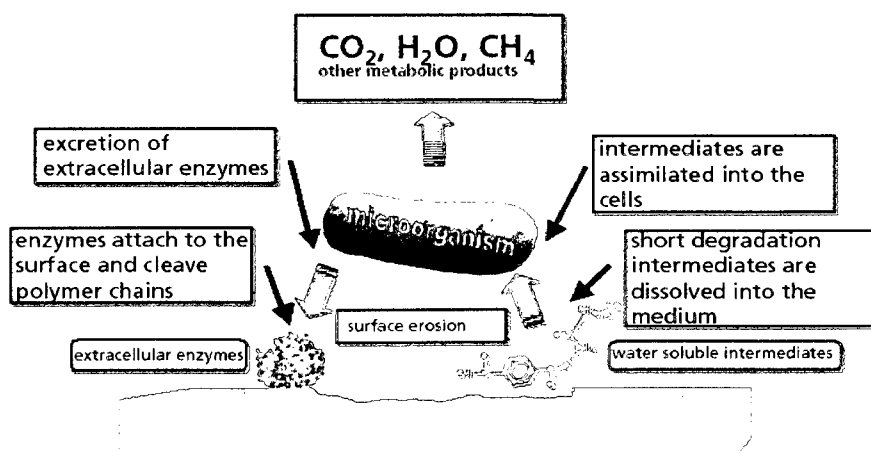 CO₂, H₂O, CH₄
other metabolic products
excretion of
extracellular enzymes
intermediates are
assimilated into the
cells
microorganism
enzymes attach to the
surface and cleave
polymer chains
short degradation
intermediates are
dissolved into the
medium
surface erosion
extracellular enzymes
water soluble intermediates